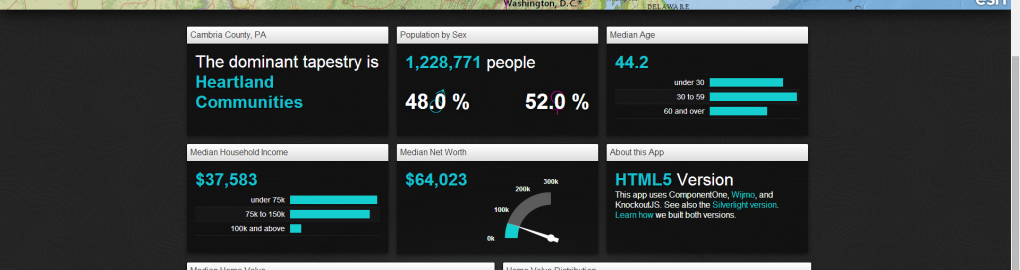 Washington, D.C.
DELAWARE
esri
Cambria County, PA
The dominant tapestry is
Heartland
Communities
Population by Sex
1,228,771 people
48.0 %
52.0 %
Median Age
44.2
under 30
30 to 59
60 and over
Median Household Income
$37,583
under 75k
75k to 150k
100k and above
Median Net Worth
$64,023
0k
100k
200k
300k
About this App
HTML5 Version
This app uses ComponentOne, Wijmo, and
KnockoutJS. See also the Silverlight version.
Learn how we built both versions.
Median Home Value
Home Value Distribution